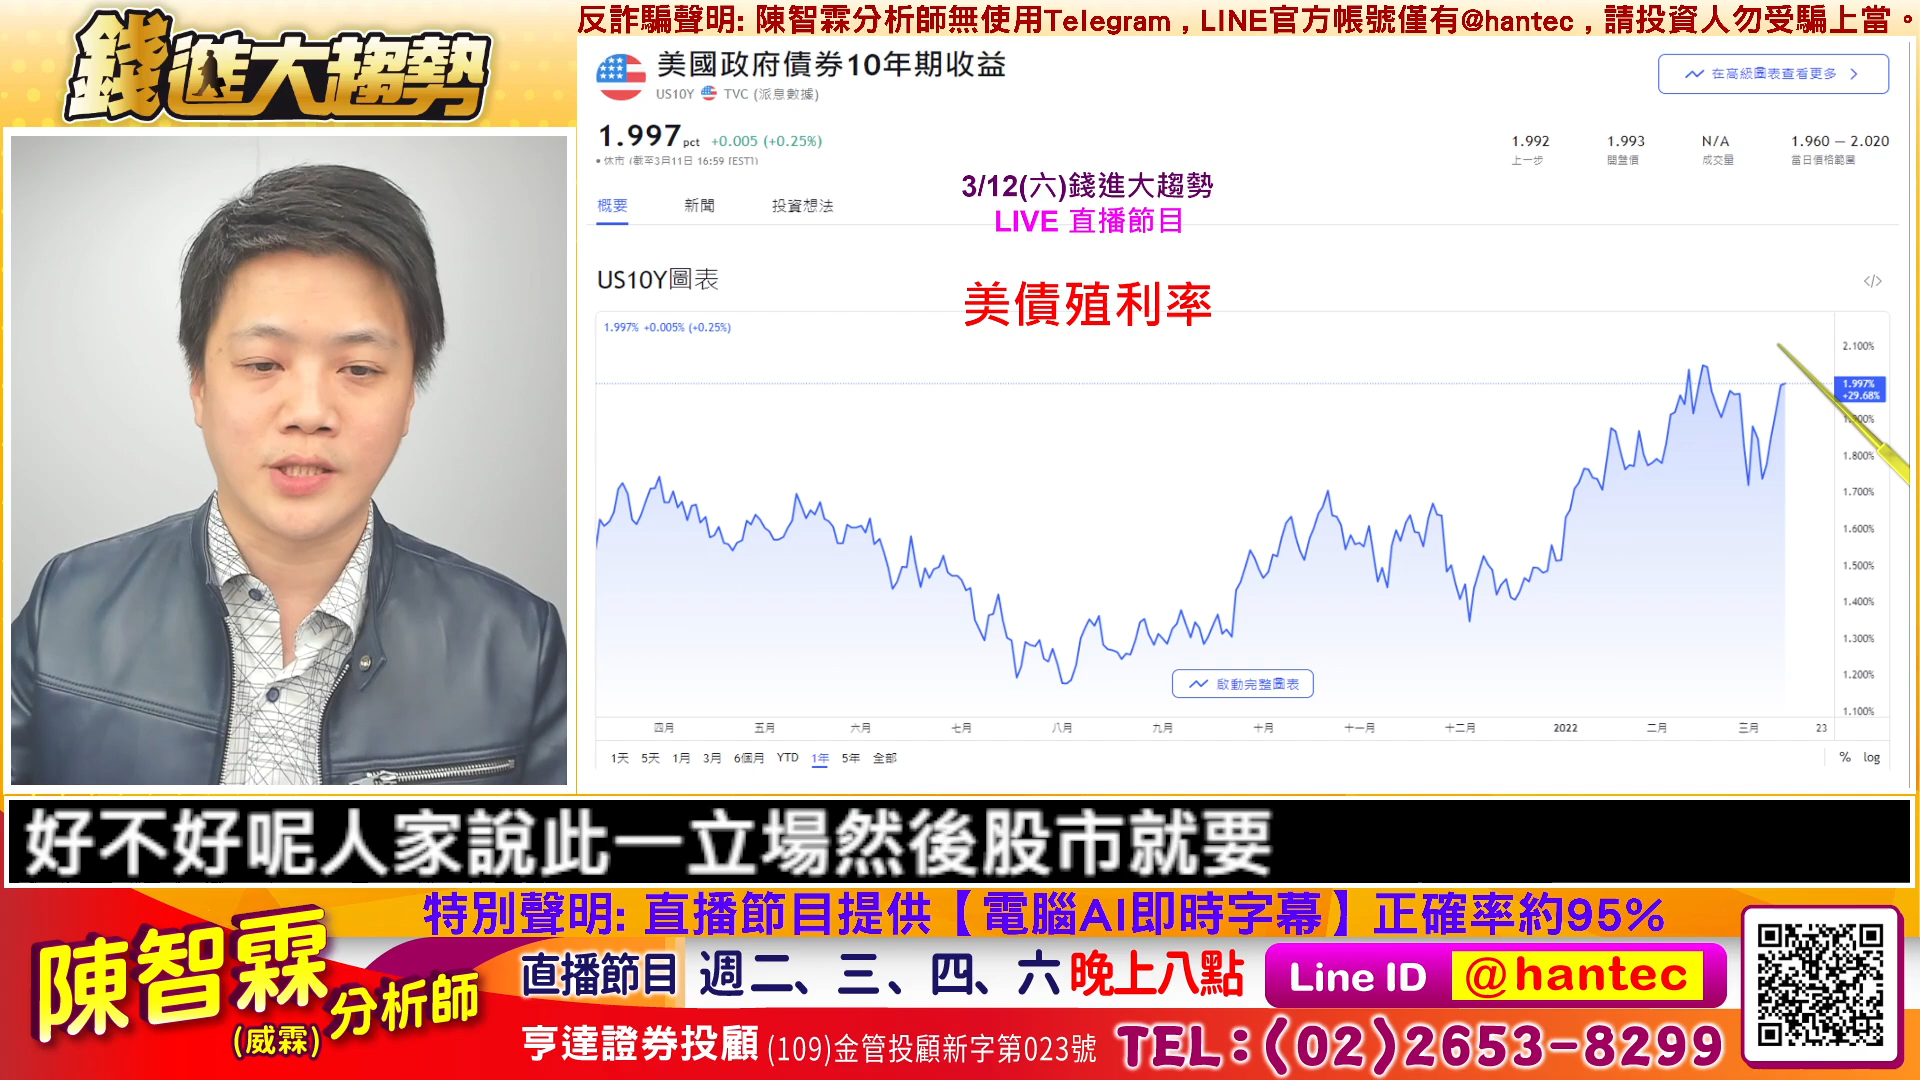 反詐騙聲明: 陳智霖分析師無使用Telegram , LINE官方帳號僅有@hantec , 請投資人勿受騙上當。
錢進大趨勢
美國政府債券10年期收益
US10Y TVC (派息數據)
在高級圖表查看更多
1.997 pct +0.005 (+0.25%)
• 休市 (截至3月11日 16:59 (EST))
1.992 1.993 N/A 1.960 — 2.020
上一步 開盤價 成交量 當日價格範圍
3/12(六)錢進大趨勢
LIVE 直播節目
概要 新聞 投資想法
US10Y圖表
</>
美債殖利率
1.997% +0.005% (+0.25%)
2.100%
1.997%
+29.68%
1.900%
1.800%
1.700%
1.600%
1.500%
1.400%
1.300%
1.200%
1.100%
啟動完整圖表
四月 五月 六月 七月 八月 九月 十月 十一月 十二月 2022 二月 三月 23
1天 5天 1月 3月 6個月 YTD 1年 5年 全部 % log
好不好呢人家說此一立場然後股市就要
特別聲明: 直播節目提供【電腦AI即時字幕】正確率約95%
陳智霖分析師
(威霖)
直播節目 週二、三、四、六 晚上八點
Line ID @hantec
亨達證券投顧 (109)金管投顧新字第023號 TEL:(02)2653-8299